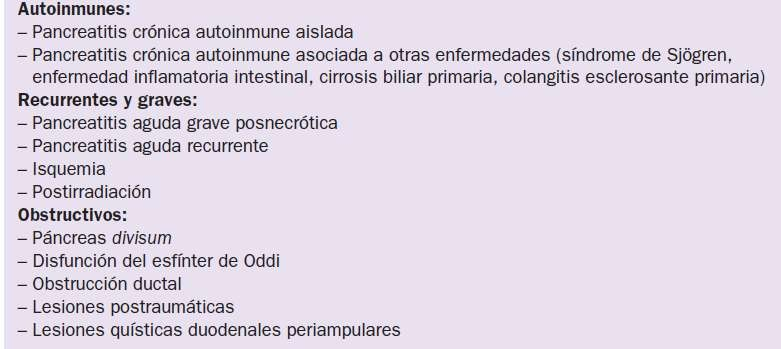 Autoinmunes:
– Pancreatitis crónica autoinmune aislada
– Pancreatitis crónica autoinmune asociada a otras enfermedades (síndrome de Sjögren,
enfermedad inflamatoria intestinal, cirrosis biliar primaria, colangitis esclerosante primaria)
Recurrentes y graves:
– Pancreatitis aguda grave posnecrótica
– Pancreatitis aguda recurrente
– Isquemia
– Postirradiación
Obstructivos:
– Páncreas divisum
– Disfunción del esfínter de Oddi
– Obstrucción ductal
– Lesiones postraumáticas
– Lesiones quísticas duodenales periampulares